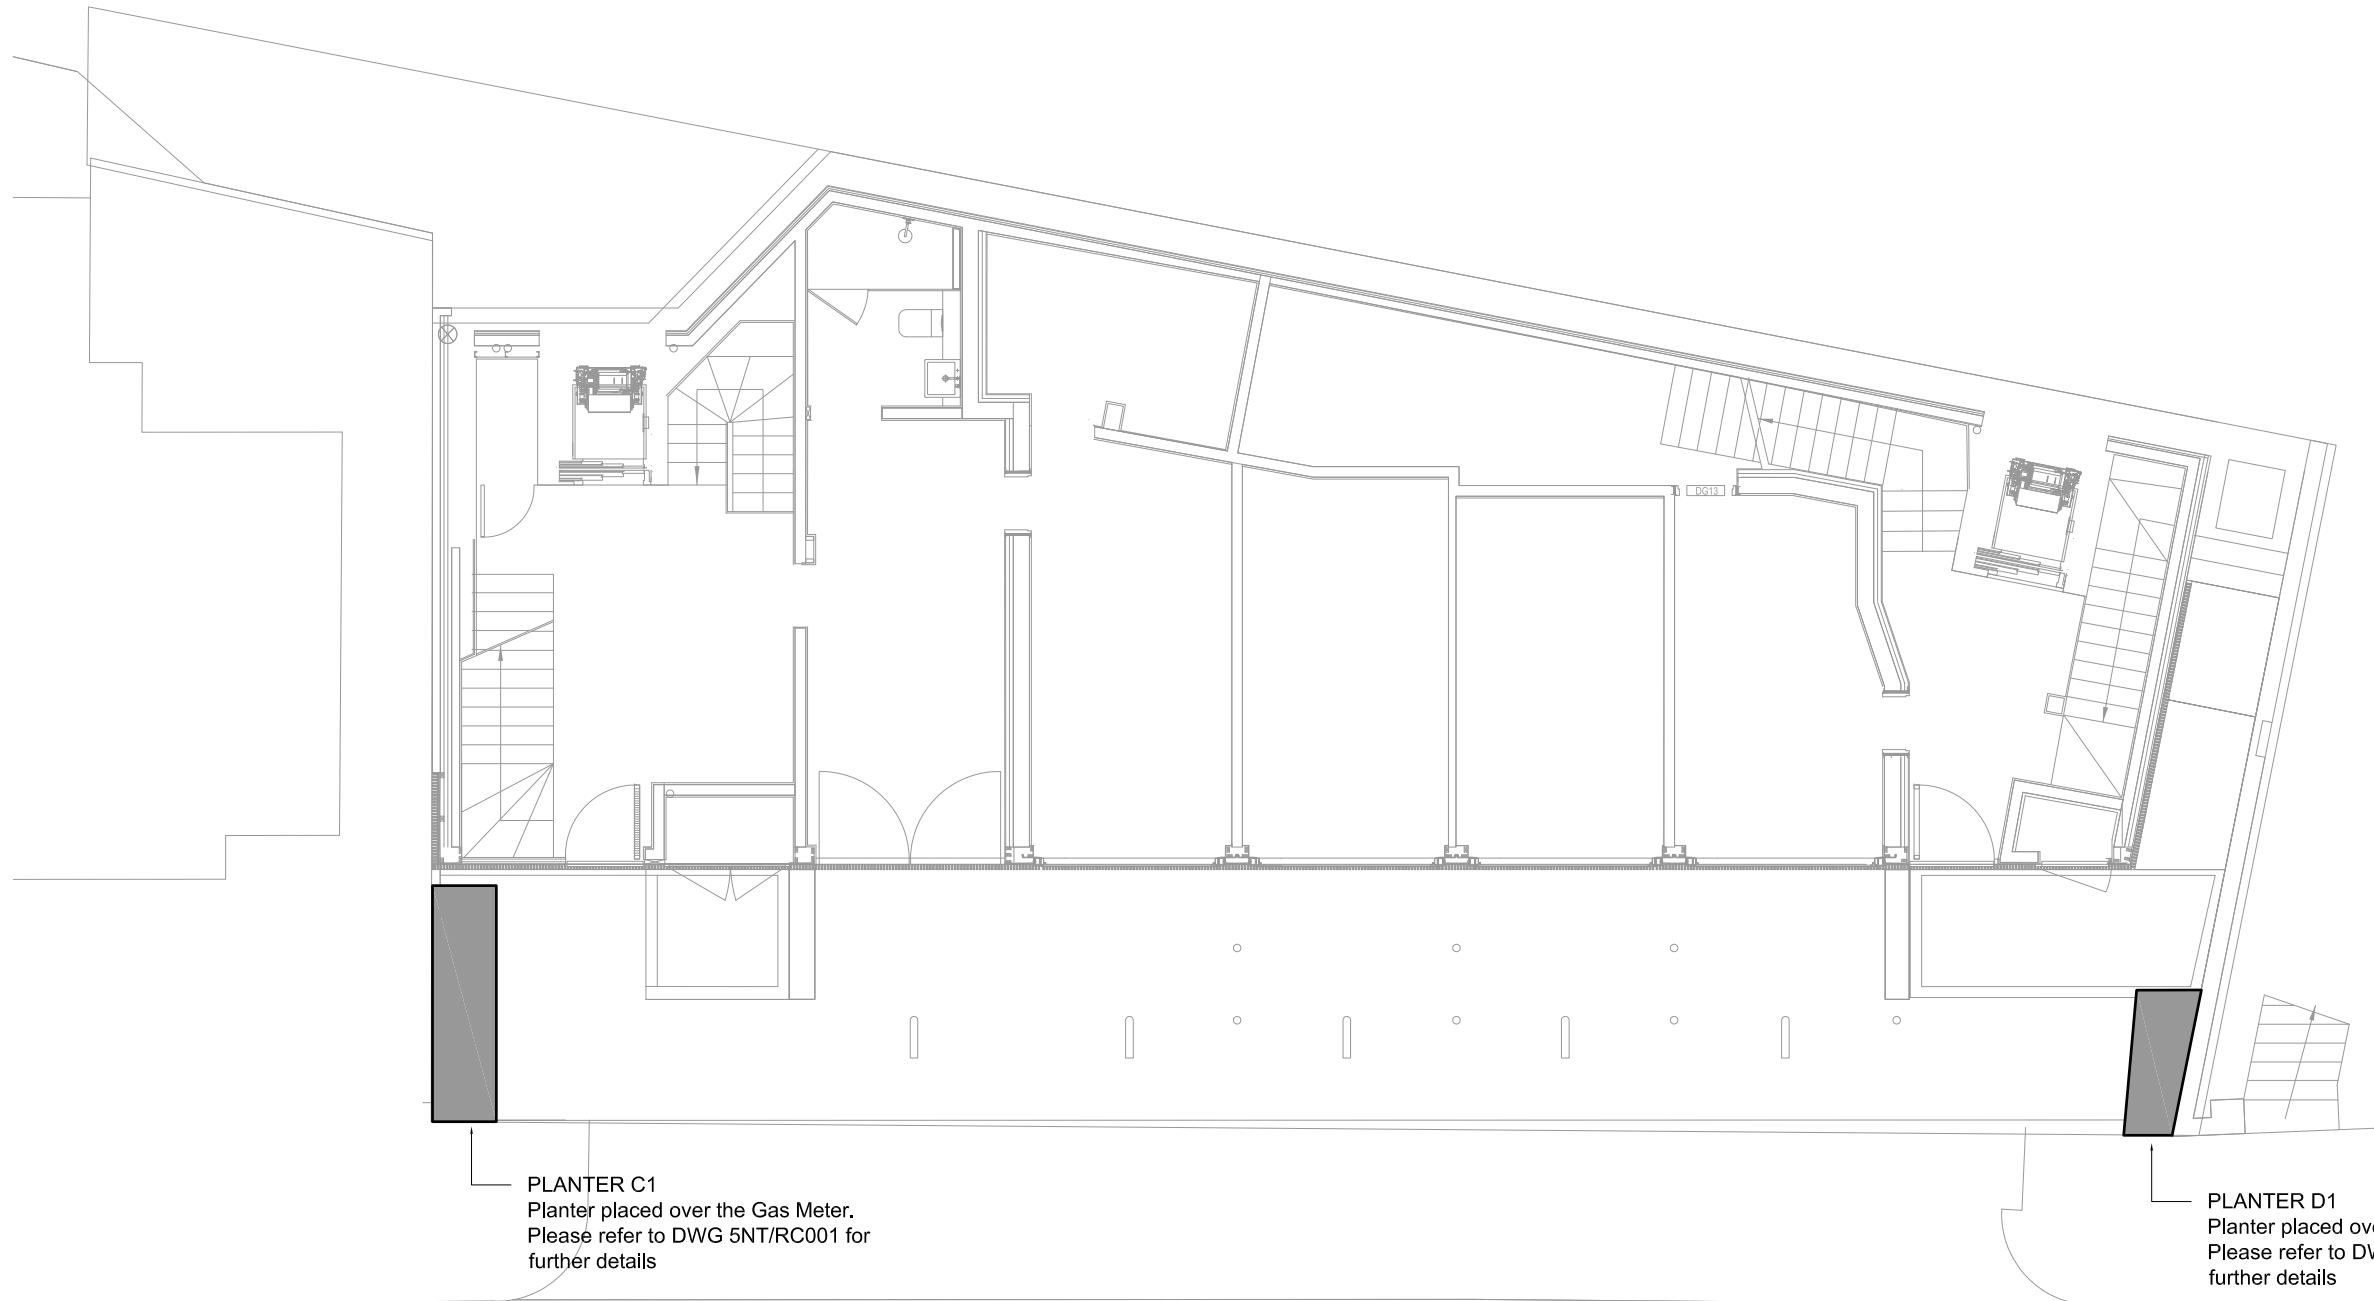 DG13
PLANTER C1
Planter placed over the Gas Meter.
Please refer to DWG 5NT/RC001 for
further details
PLANTER D1
Planter placed
Please refer to
further details